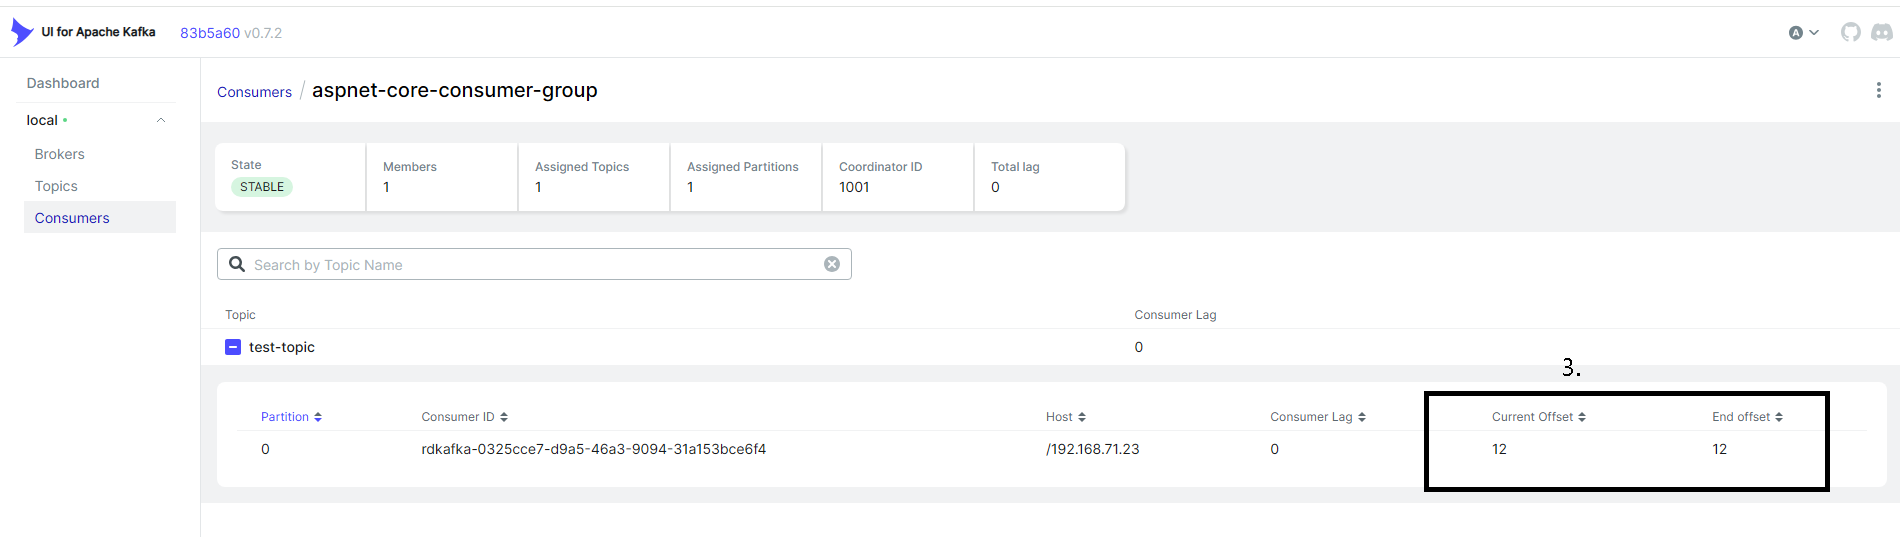 UI for Apache Kafka 83b5a60 v0.7.2 A
Dashboard
local
Brokers
Topics
Consumers
Consumers / aspnet-core-consumer-group
State
STABLE
Members
1
Assigned Topics
1
Assigned Partitions
1
Coordinator ID
1001
Total lag
0
Search by Topic Name
Topic Consumer Lag
test-topic 0
3.
Partition Consumer ID Host Consumer Lag Current Offset End offset
0 rdkafka-0325cce7-d9a5-46a3-9094-31a153bce6f4 /192.168.71.23 0 12 12